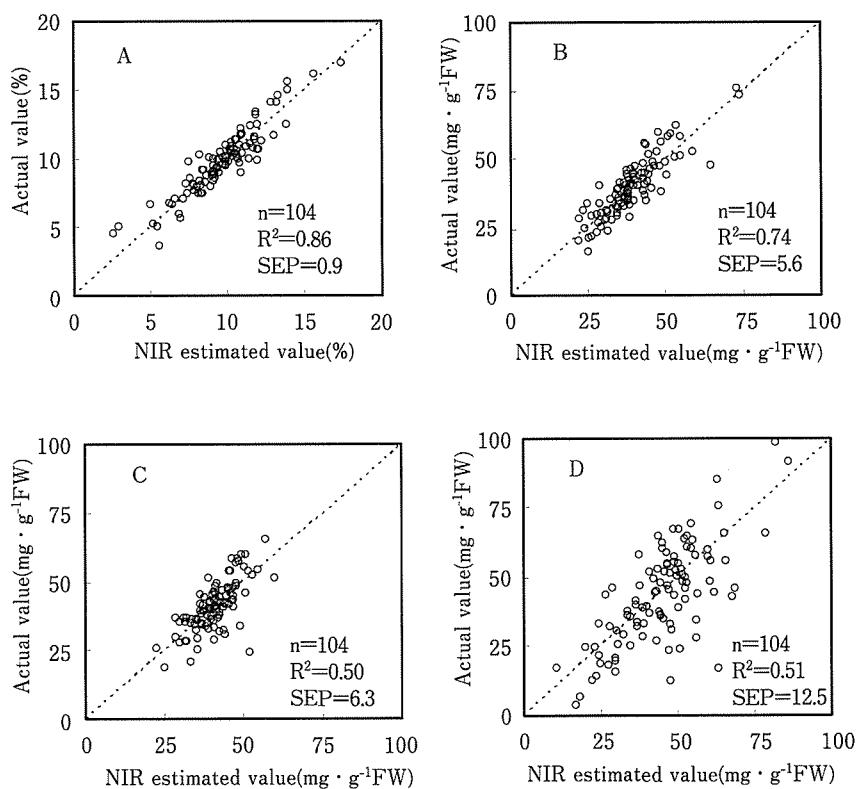 A
Actual value(%)
20
15
10
5
0
n=104
R²=0.86
SEP=0.9
0 5 10 15 20
NIR estimated value(%)
B
Actual value(mg・g⁻¹FW)
100
75
50
25
0
n=104
R²=0.74
SEP=5.6
0 25 50 75 100
NIR estimated value(mg・g⁻¹FW)
C
Actual value(mg・g⁻¹FW)
100
75
50
25
0
n=104
R²=0.50
SEP=6.3
0 25 50 75 100
NIR estimated value(mg・g⁻¹FW)
D
Actual value(mg・g⁻¹FW)
100
75
50
25
0
n=104
R²=0.51
SEP=12.5
0 25 50 75 100
NIR estimated value(mg・g⁻¹FW)